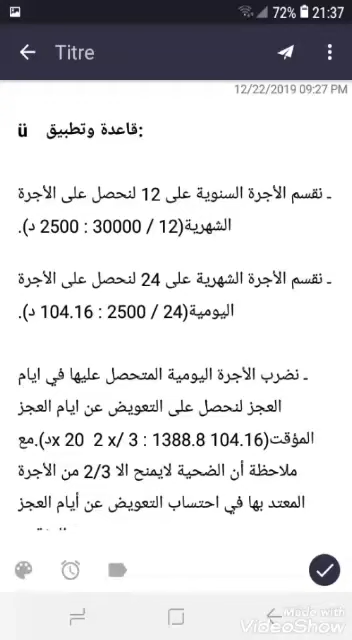 72% 21:37
Titre
12/22/2019 09:27 PM
ü قاعدة وتطبيق:
ـ نقسم الأجرة السنوية على 12 لنحصل على الأجرة
الشهرية(12 / 30000 : 2500 د).
ـ نقسم الأجرة الشهرية على 24 لنحصل على الأجرة
اليومية(24 / 2500 : 104.16 د).
ـ نضرب الأجرة اليومية المتحصل عليها في ايام
العجز لنحصل على التعويض عن ايام العجز
المؤقت(104.16 x 20 2 x/ 3 : 1388.8د).مع
ملاحظة أن الضحية لايمنح الا 2/3 من الأجرة
المعتد بها في احتساب التعويض عن أيام العجز
Made with
VideoShow